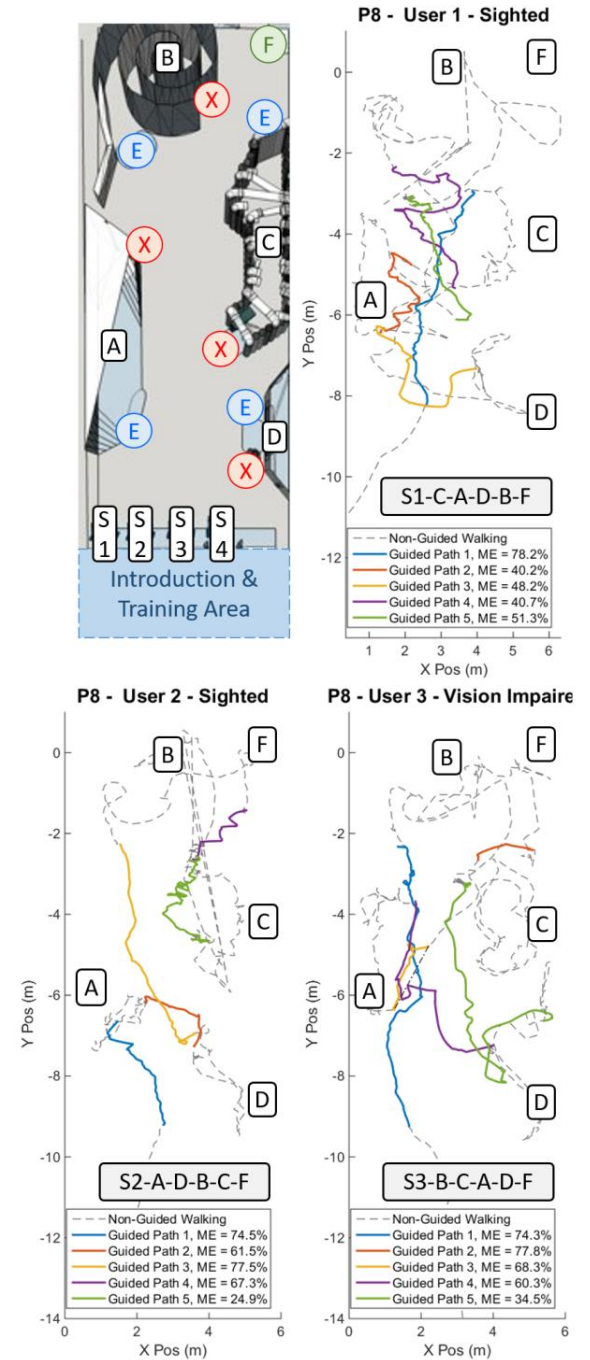 B
F
X
E
E
C
X
A
X
E
D
E
X
S
1
S
2
S
3
S
4
Introduction &
Training Area
P8 - User 1 - Sighted
B
F
C
A
D
0
-2
-4
-6
-8
-10
-12
Y Pos (m)
S1-C-A-D-B-F
Non-Guided Walking
Guided Path 1, ME = 78.2%
Guided Path 2, ME = 40.2%
Guided Path 3, ME = 48.2%
Guided Path 4, ME = 40.7%
Guided Path 5, ME = 51.3%
1 2 3 4 5 6
X Pos (m)
P8 - User 2 - Sighted
B
F
C
A
D
0
-2
-4
-6
-8
-10
-12
-14
Y Pos (m)
S2-A-D-B-C-F
Non-Guided Walking
Guided Path 1, ME = 74.5%
Guided Path 2, ME = 61.5%
Guided Path 3, ME = 77.5%
Guided Path 4, ME = 67.3%
Guided Path 5, ME = 24.9%
0 2 4 6
X Pos (m)
P8 - User 3 - Vision Impaire
B
F
C
A
D
0
-2
-4
-6
-8
-10
-12
-14
Y Pos (m)
S3-B-C-A-D-F
Non-Guided Walking
Guided Path 1, ME = 74.3%
Guided Path 2, ME = 77.8%
Guided Path 3, ME = 68.3%
Guided Path 4, ME = 60.3%
Guided Path 5, ME = 34.5%
0 2 4 6
X Pos (m)